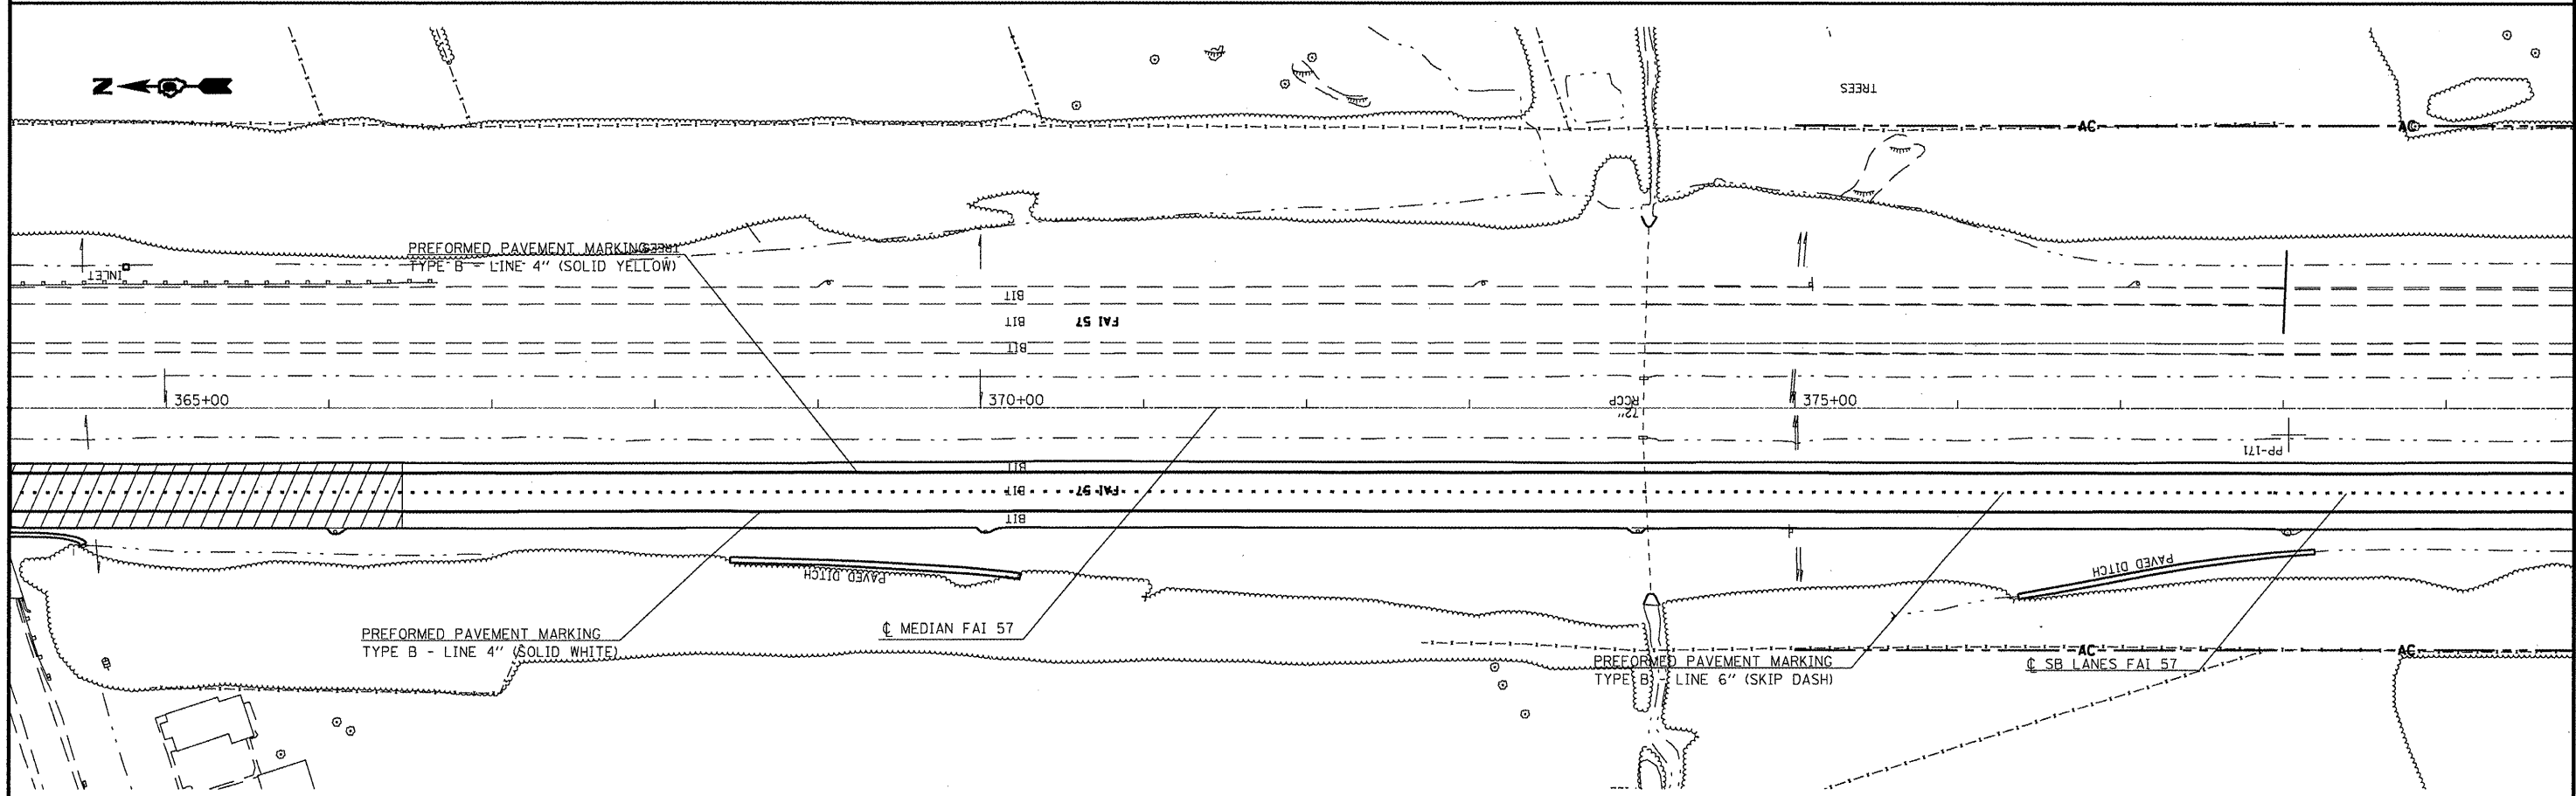 N
TREES
AC
AC
PREFORMED PAVEMENT MARKING
TREES
TYPE B - LINE 4" (SOLID YELLOW)
INLET
BIT
BIT
FAI 57
BIT
365+00
370+00
72"
RCCP
375+00
PP-171
BIT
BIT
FAI 57
BIT
PAVED DITCH
PAVED DITCH
PREFORMED PAVEMENT MARKING
TYPE B - LINE 4" (SOLID WHITE)
℄ MEDIAN FAI 57
PREFORMED PAVEMENT MARKING
TYPE B - LINE 6" (SKIP DASH)
AC
AC
℄ SB LANES FAI 57